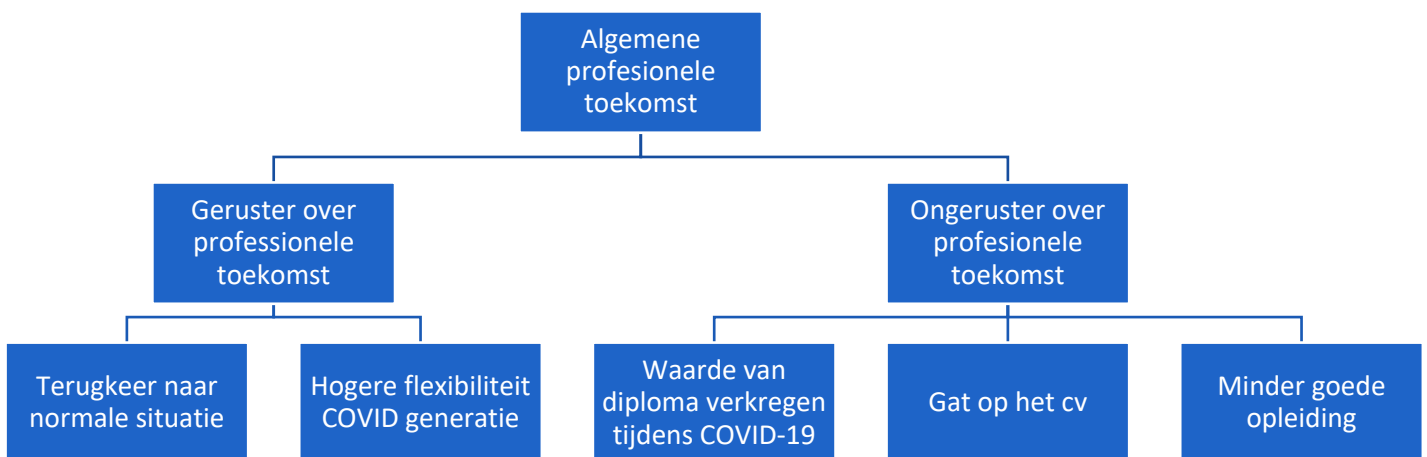 Algemene
profesionele
toekomst
Geruster over
professionele
toekomst
Ongeruster over
profesionele
toekomst
Terugkeer naar
normale situatie
Hogere flexibiliteit
COVID generatie
Waarde van
diploma verkregen
tijdens COVID-19
Gat op het cv
Minder goede
opleiding